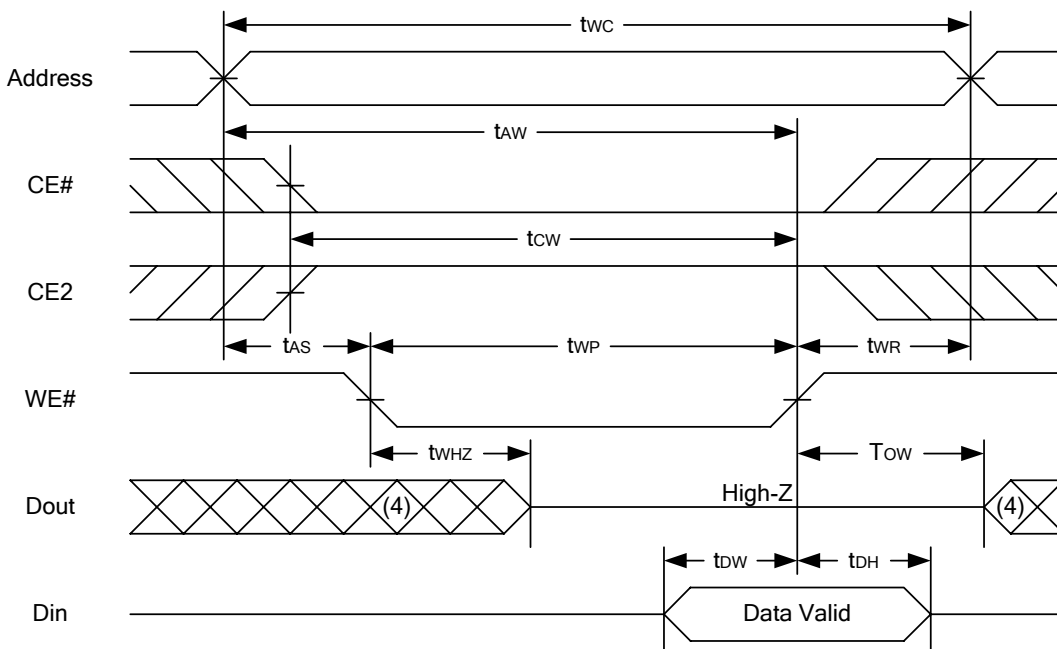 tWC
Address
tAW
CE#
tCW
CE2
tAS tWP tWR
WE#
tWHZ TOW
Dout (4) High-Z (4)
tDW tDH
Din Data Valid